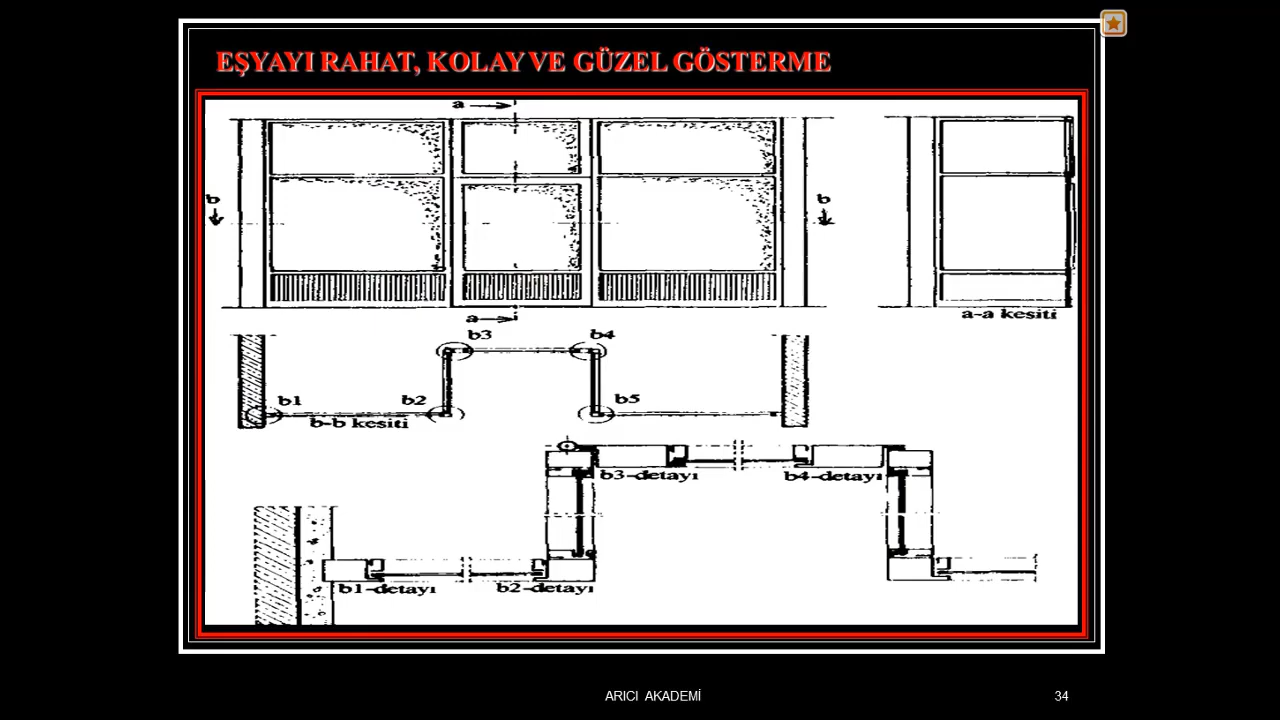 EŞYAYI RAHAT, KOLAY VE GÜZEL GÖSTERME
a
b
b
a
a-a kesiti
b3
b4
b1
b2
b5
b-b kesiti
b3-detayı
b4-detayı
b1-detayı
b2-detayı
ARICI AKADEMİ
34